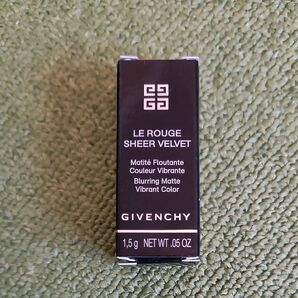 LE ROUGE
SHEER VELVET
Matité Floutante
Couleur Vibrante
Blurring Matte
Vibrant Color
GIVENCHY
1,5 g NET WT .05 OZ